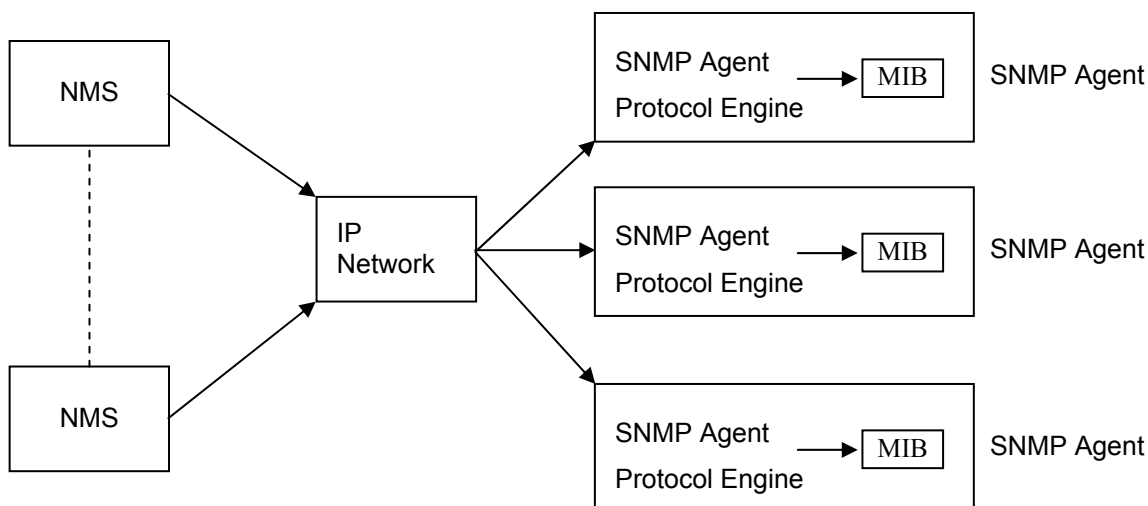 NMS
NMS
IP
Network
SNMP Agent
Protocol Engine
MIB
SNMP Agent
SNMP Agent
Protocol Engine
MIB
SNMP Agent
SNMP Agent
Protocol Engine
MIB
SNMP Agent